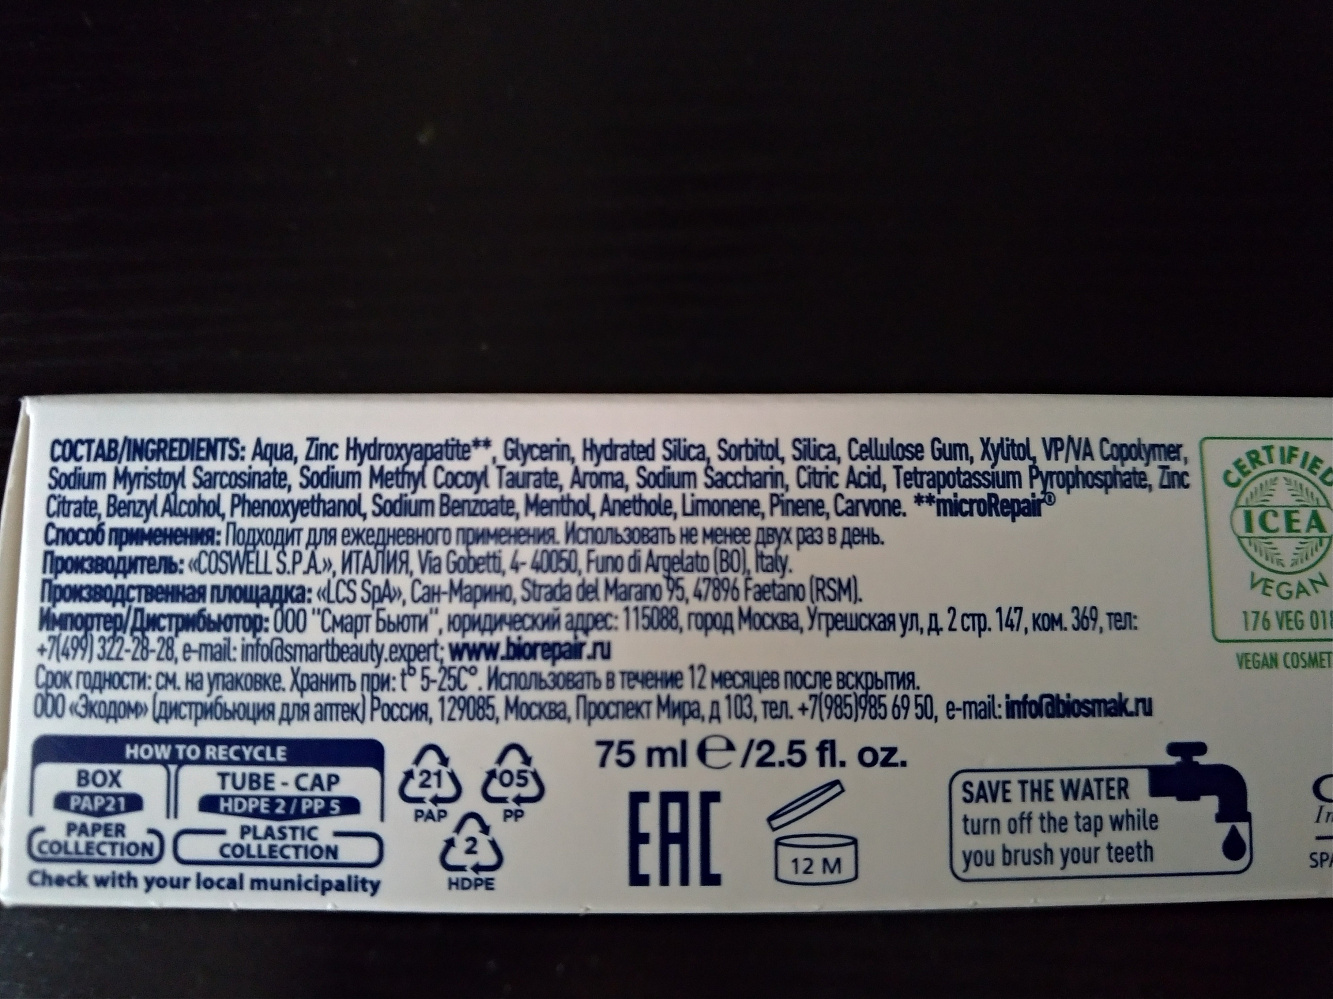 СОСТАВ/INGREDIENTS: Aqua, Zinc Hydroxyapatite**, Glycerin, Hydrated Silica, Sorbitol, Silica, Cellulose Gum, Xylitol, VP/VA Copolymer,
Sodium Myristoyl Sarcosinate, Sodium Methyl Cocoyl Taurate, Aroma, Sodium Saccharin, Citric Acid, Tetrapotassium Pyrophosphate, Zinc
Citrate, Benzyl Alcohol, Phenoxyethanol, Sodium Benzoate, Menthol, Anethole, Limonene, Pinene, Carvone. **microRepair®
Способ применения: Подходит для ежедневного применения. Использовать не менее двух раз в день.
Производитель: «COSWELL S.P.A.», ИТАЛИЯ, Via Gobetti, 4- 40050, Funo di Argelato (BO), Italy.
Производственная площадка: «LCS SpA», Сан-Марино, Strada del Marano 95, 47896 Faetano (RSM).
Импортер/Дистрибьютор: ООО "Смарт Бьюти", юридический адрес: 115088, город Москва, Угрешская ул, д. 2 стр. 147, ком. 369, тел:
+7(499) 322-28-28, e-mail: info@smartbeauty.expert; www.biorepair.ru
Срок годности: см. на упаковке. Хранить при: t° 5-25С°. Использовать в течение 12 месяцев после вскрытия.
ООО «Экодом» (дистрибьюция для аптек) Россия, 129085, Москва, Проспект Мира, д 103, тел. +7(985)985 69 50, e-mail: info@biosmak.ru
CERTIFIED
ICEA
VEGAN
176 VEG 018
VEGAN COSMET
HOW TO RECYCLE
BOX
PAP21
PAPER
COLLECTION
TUBE - CAP
HDPE 2 / PP 5
PLASTIC
COLLECTION
Check with your local municipality
21
PAP
05
PP
2
HDPE
75 ml ℮/2.5 fl. oz.
EAC
12 M
SAVE THE WATER
turn off the tap while
you brush your teeth